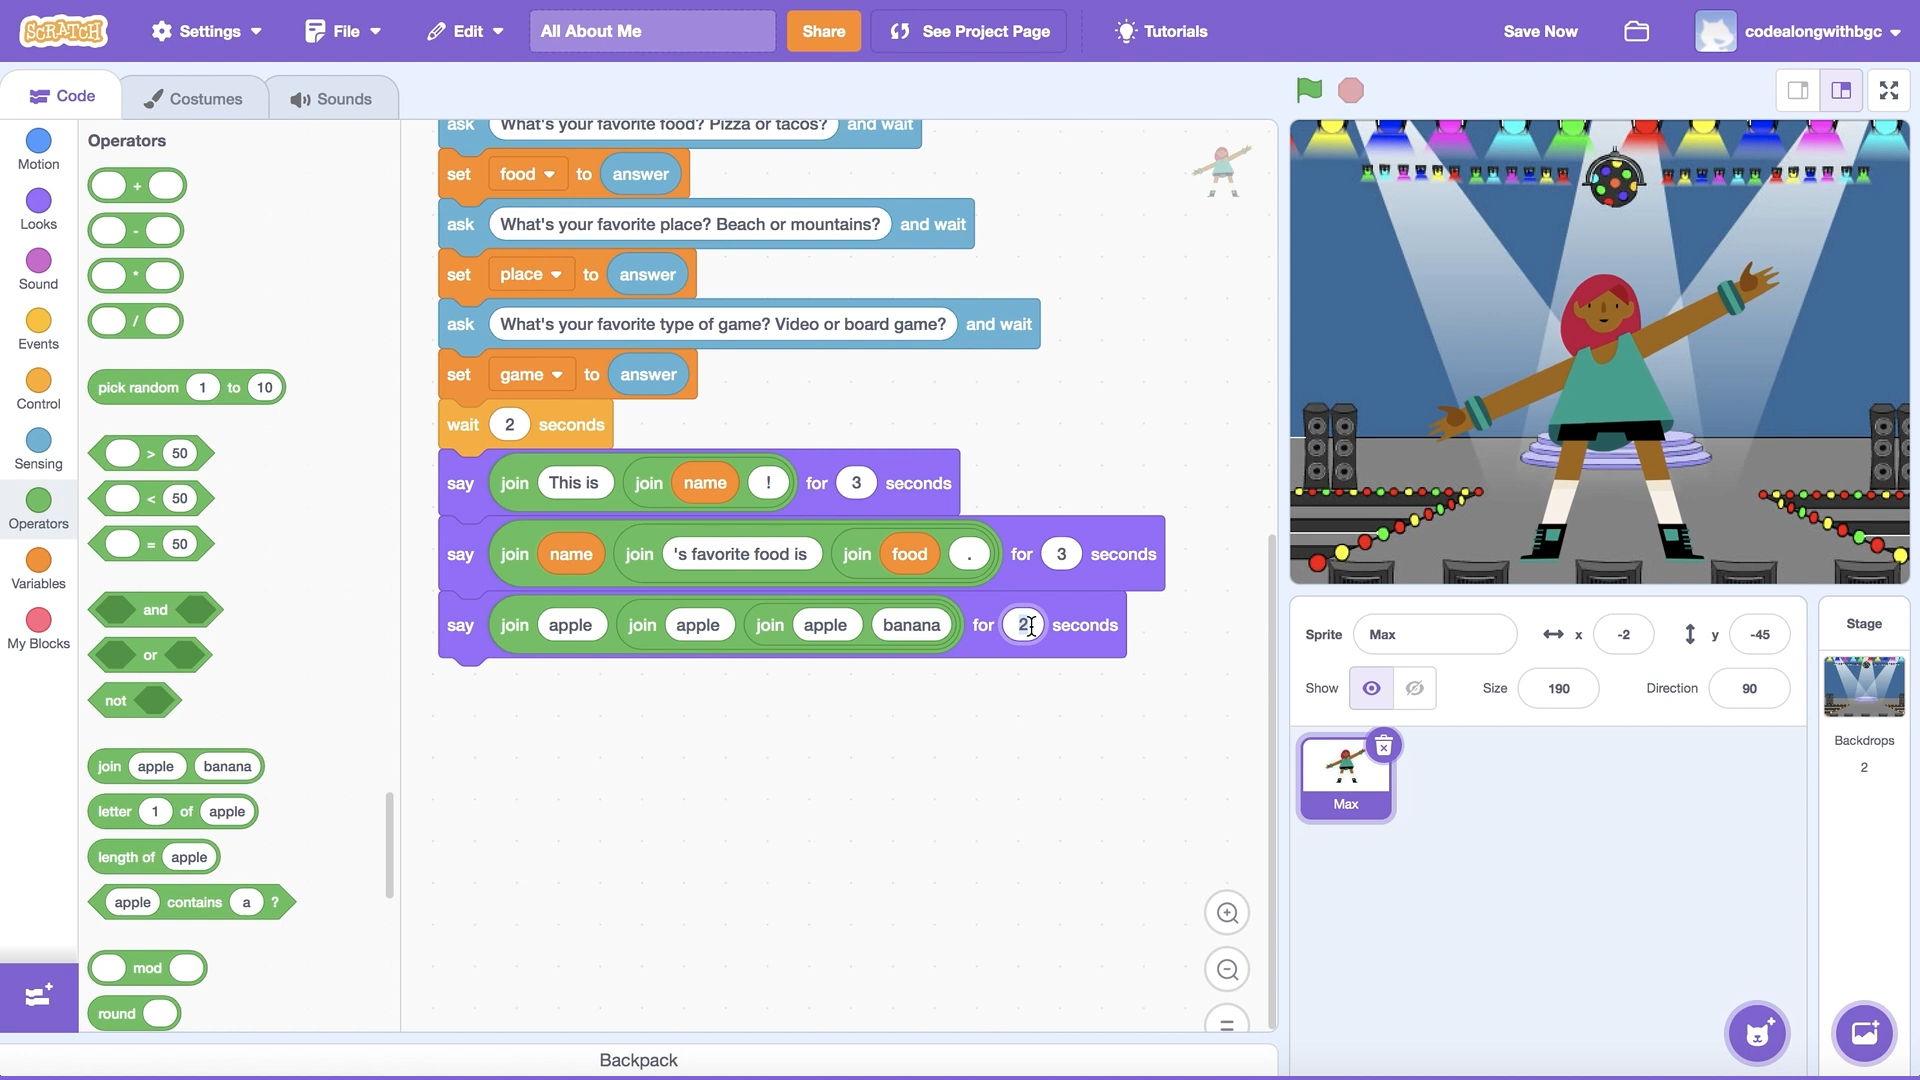 SCRATCH Settings File Edit All About Me Share See Project Page Tutorials Save Now codealongwithbgc
Code Costumes Sounds
Motion
Looks
Sound
Events
Control
Sensing
Operators
Variables
My Blocks
Operators
+
-
*
/
pick random 1 to 10
> 50
< 50
= 50
and
or
not
join apple banana
letter 1 of apple
length of apple
apple contains a ?
mod
round
ask What's your favorite food? Pizza or tacos? and wait
set food to answer
ask What's your favorite place? Beach or mountains? and wait
set place to answer
ask What's your favorite type of game? Video or board game? and wait
set game to answer
wait 2 seconds
say join This is join name ! for 3 seconds
say join name join 's favorite food is join food . for 3 seconds
say join apple join apple join apple banana for 2 seconds
=
Backpack
Sprite Max x -2 y -45
Show Size 190 Direction 90
Max
Stage
Backdrops
2